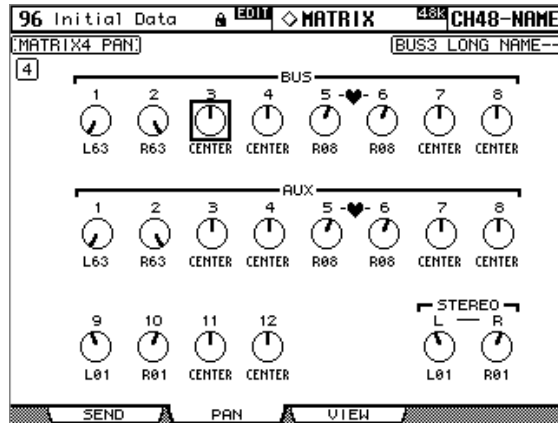 96 Initial Data EDIT ◇MATRIX 48K CH48-NAME
MATRIX4 PAN BUS3 LONG NAME--
4
BUS
1 2 3 4 5 -♥- 6 7 8
L63 R63 CENTER CENTER R08 R08 CENTER CENTER
AUX
1 2 3 4 5 -♥- 6 7 8
L63 R63 CENTER CENTER R08 R08 CENTER CENTER
STEREO
9 10 11 12 L — R
L01 R01 CENTER CENTER L01 R01
SEND PAN VIEW